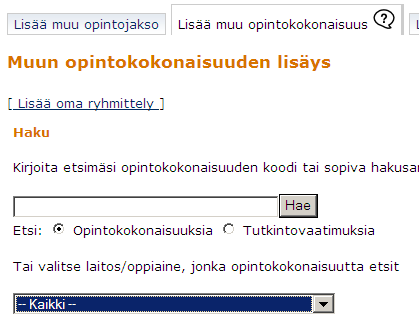 Lisää muu opintojakso Lisää muu opintokokonaisuus ?
Muun opintokokonaisuuden lisäys
[ Lisää oma ryhmittely ]
Haku
Kirjoita etsimäsi opintokokonaisuuden koodi tai sopiva
Hae
Etsi: Opintokokonaisuuksia Tutkintovaatimuksia
Tai valitse laitos/oppiaine, jonka opintokokonaisuutta etsit
-- Kaikki --